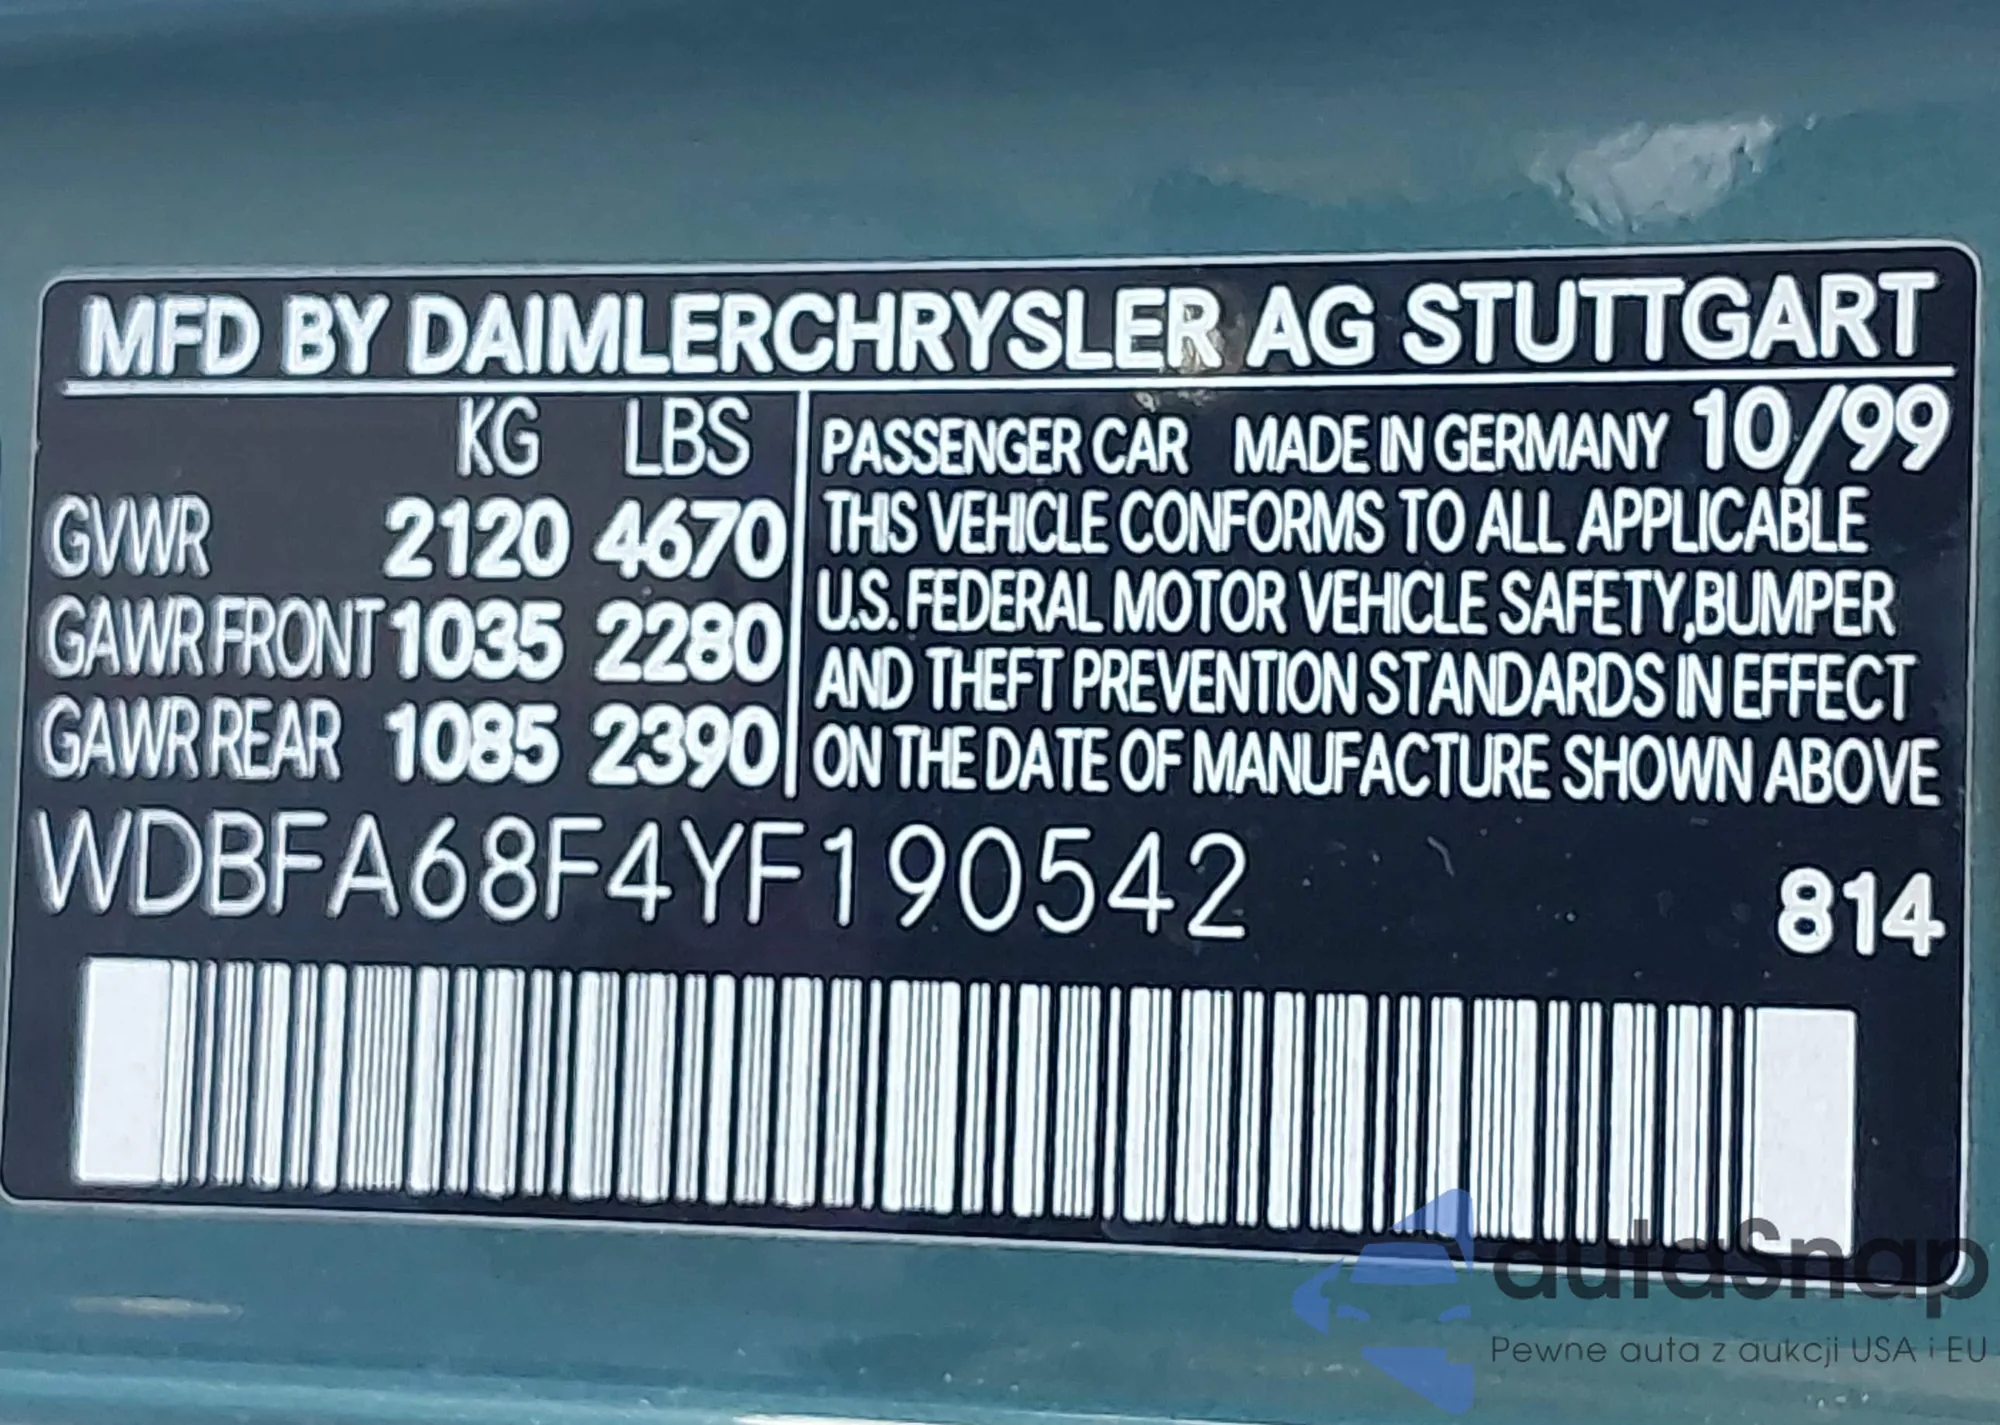 MFD BY DAIMLERCHRYSLER AG STUTTGART
KG LBS
GVWR 2120 4670
GAWR FRONT 1035 2280
GAWR REAR 1085 2390
PASSENGER CAR MADE IN GERMANY 10/99
THIS VEHICLE CONFORMS TO ALL APPLICABLE
U.S. FEDERAL MOTOR VEHICLE SAFETY,BUMPER
AND THEFT PREVENTION STANDARDS IN EFFECT
ON THE DATE OF MANUFACTURE SHOWN ABOVE
WDBFA68F4YF190542
814
autaSnap
Pewne auta z aukcji USA i EU